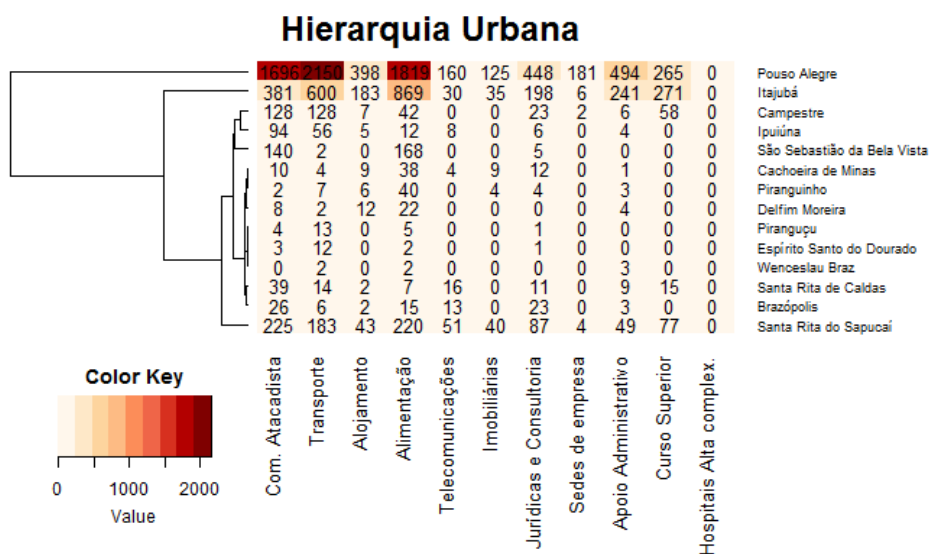 Hierarquia Urbana
1696 2150 398 1819 160 125 448 181 494 265 0 Pouso Alegre
381 600 183 869 30 35 198 6 241 271 0 Itajubá
128 128 7 42 0 0 23 2 6 58 0 Campestre
94 56 5 12 8 0 6 0 4 0 0 Ipuiúna
140 2 0 168 0 0 5 0 0 0 0 São Sebastião da Bela Vista
10 4 9 38 4 9 12 0 1 0 0 Cachoeira de Minas
2 7 6 40 0 4 4 0 3 0 0 Piranguinho
8 2 12 22 0 0 0 0 4 0 0 Delfim Moreira
4 13 0 5 0 0 1 0 0 0 0 Piranguçu
3 12 0 2 0 0 1 0 0 0 0 Espírito Santo do Dourado
0 2 0 2 0 0 0 0 3 0 0 Wenceslau Braz
39 14 2 7 16 0 11 0 9 15 0 Santa Rita de Caldas
26 6 2 15 13 0 23 0 3 0 0 Brazópolis
225 183 43 220 51 40 87 4 49 77 0 Santa Rita do Sapucaí
Com. Atacadista
Transporte
Alojamento
Alimentação
Telecomunicações
Imobiliárias
Jurídicas e Consultoria
Sedes de empresa
Apoio Administrativo
Curso Superior
Hospitais Alta complex.
Color Key
0 1000 2000
Value